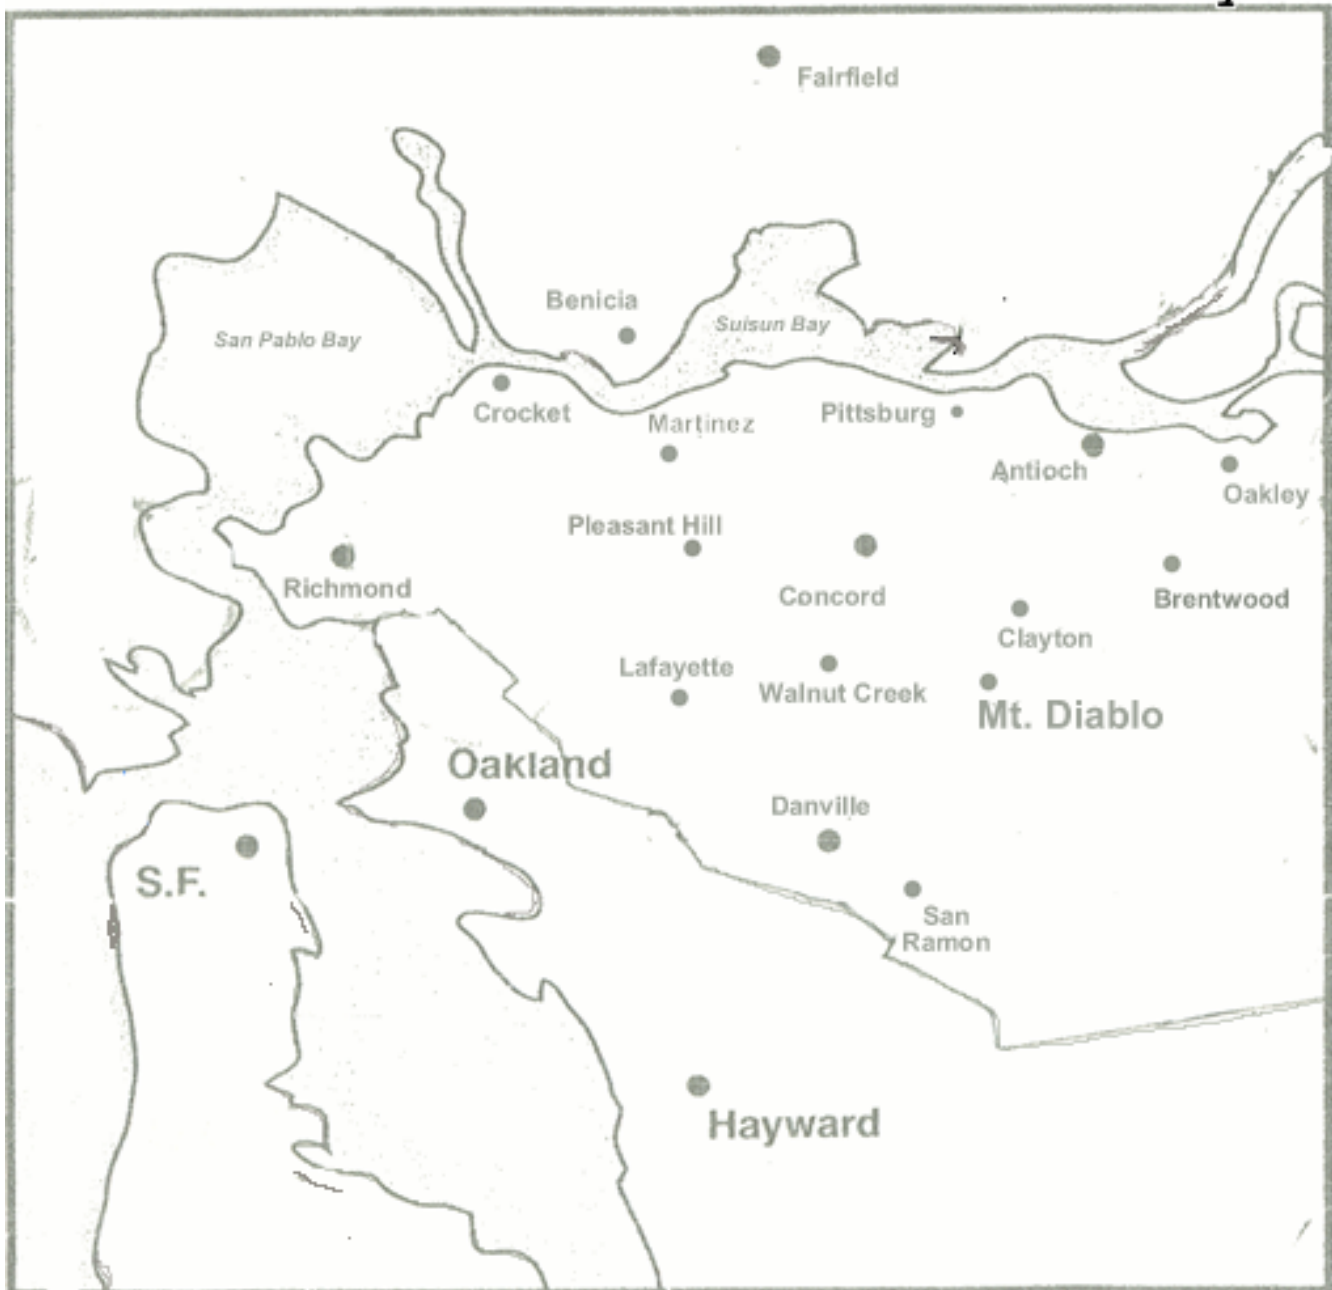 Fairfield
Benicia
San Pablo Bay
Suisun Bay
Crocket
Martinez
Pittsburg
Antioch
Oakley
Pleasant Hill
Concord
Richmond
Brentwood
Clayton
Lafayette
Walnut Creek
Mt. Diablo
Oakland
Danville
S.F.
San
Ramon
Hayward